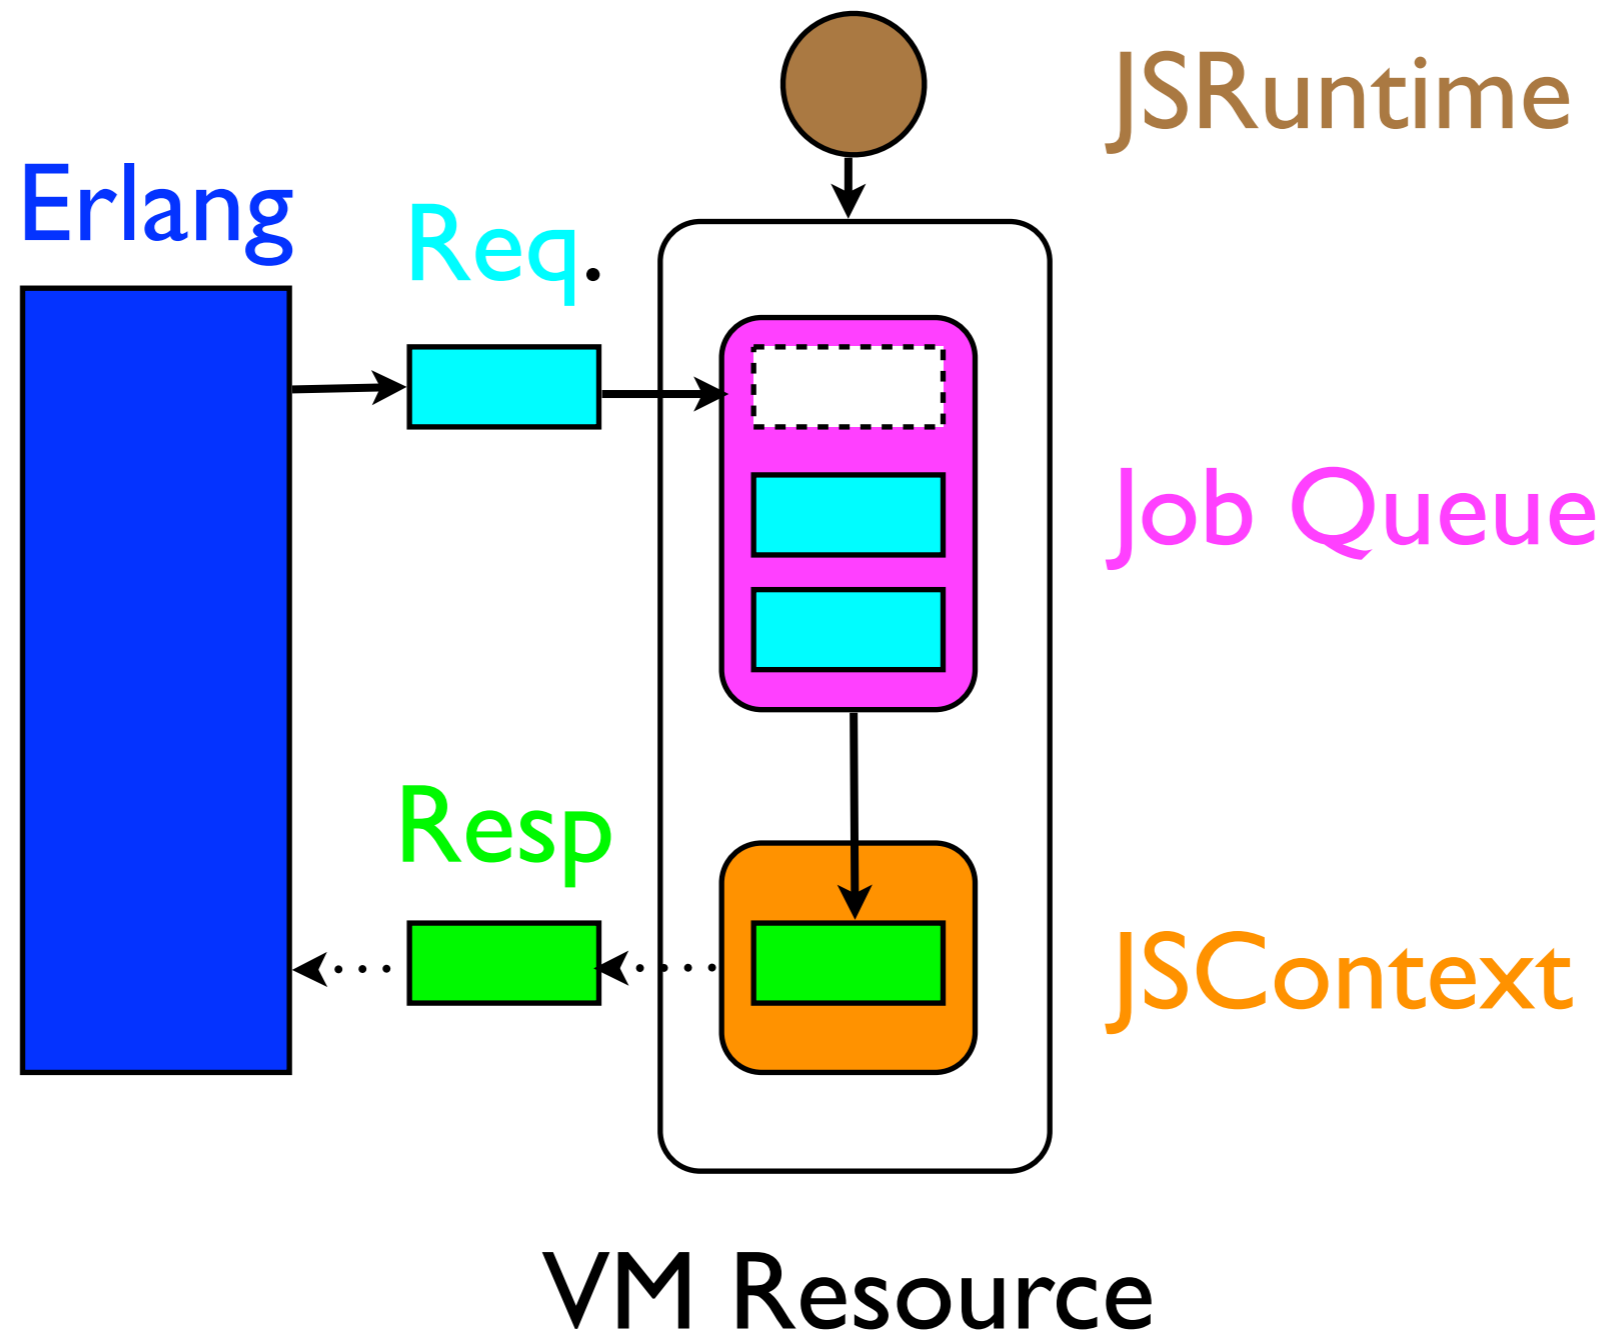 JSRuntime
Erlang
Req.
Job Queue
Resp
JSContext
VM Resource